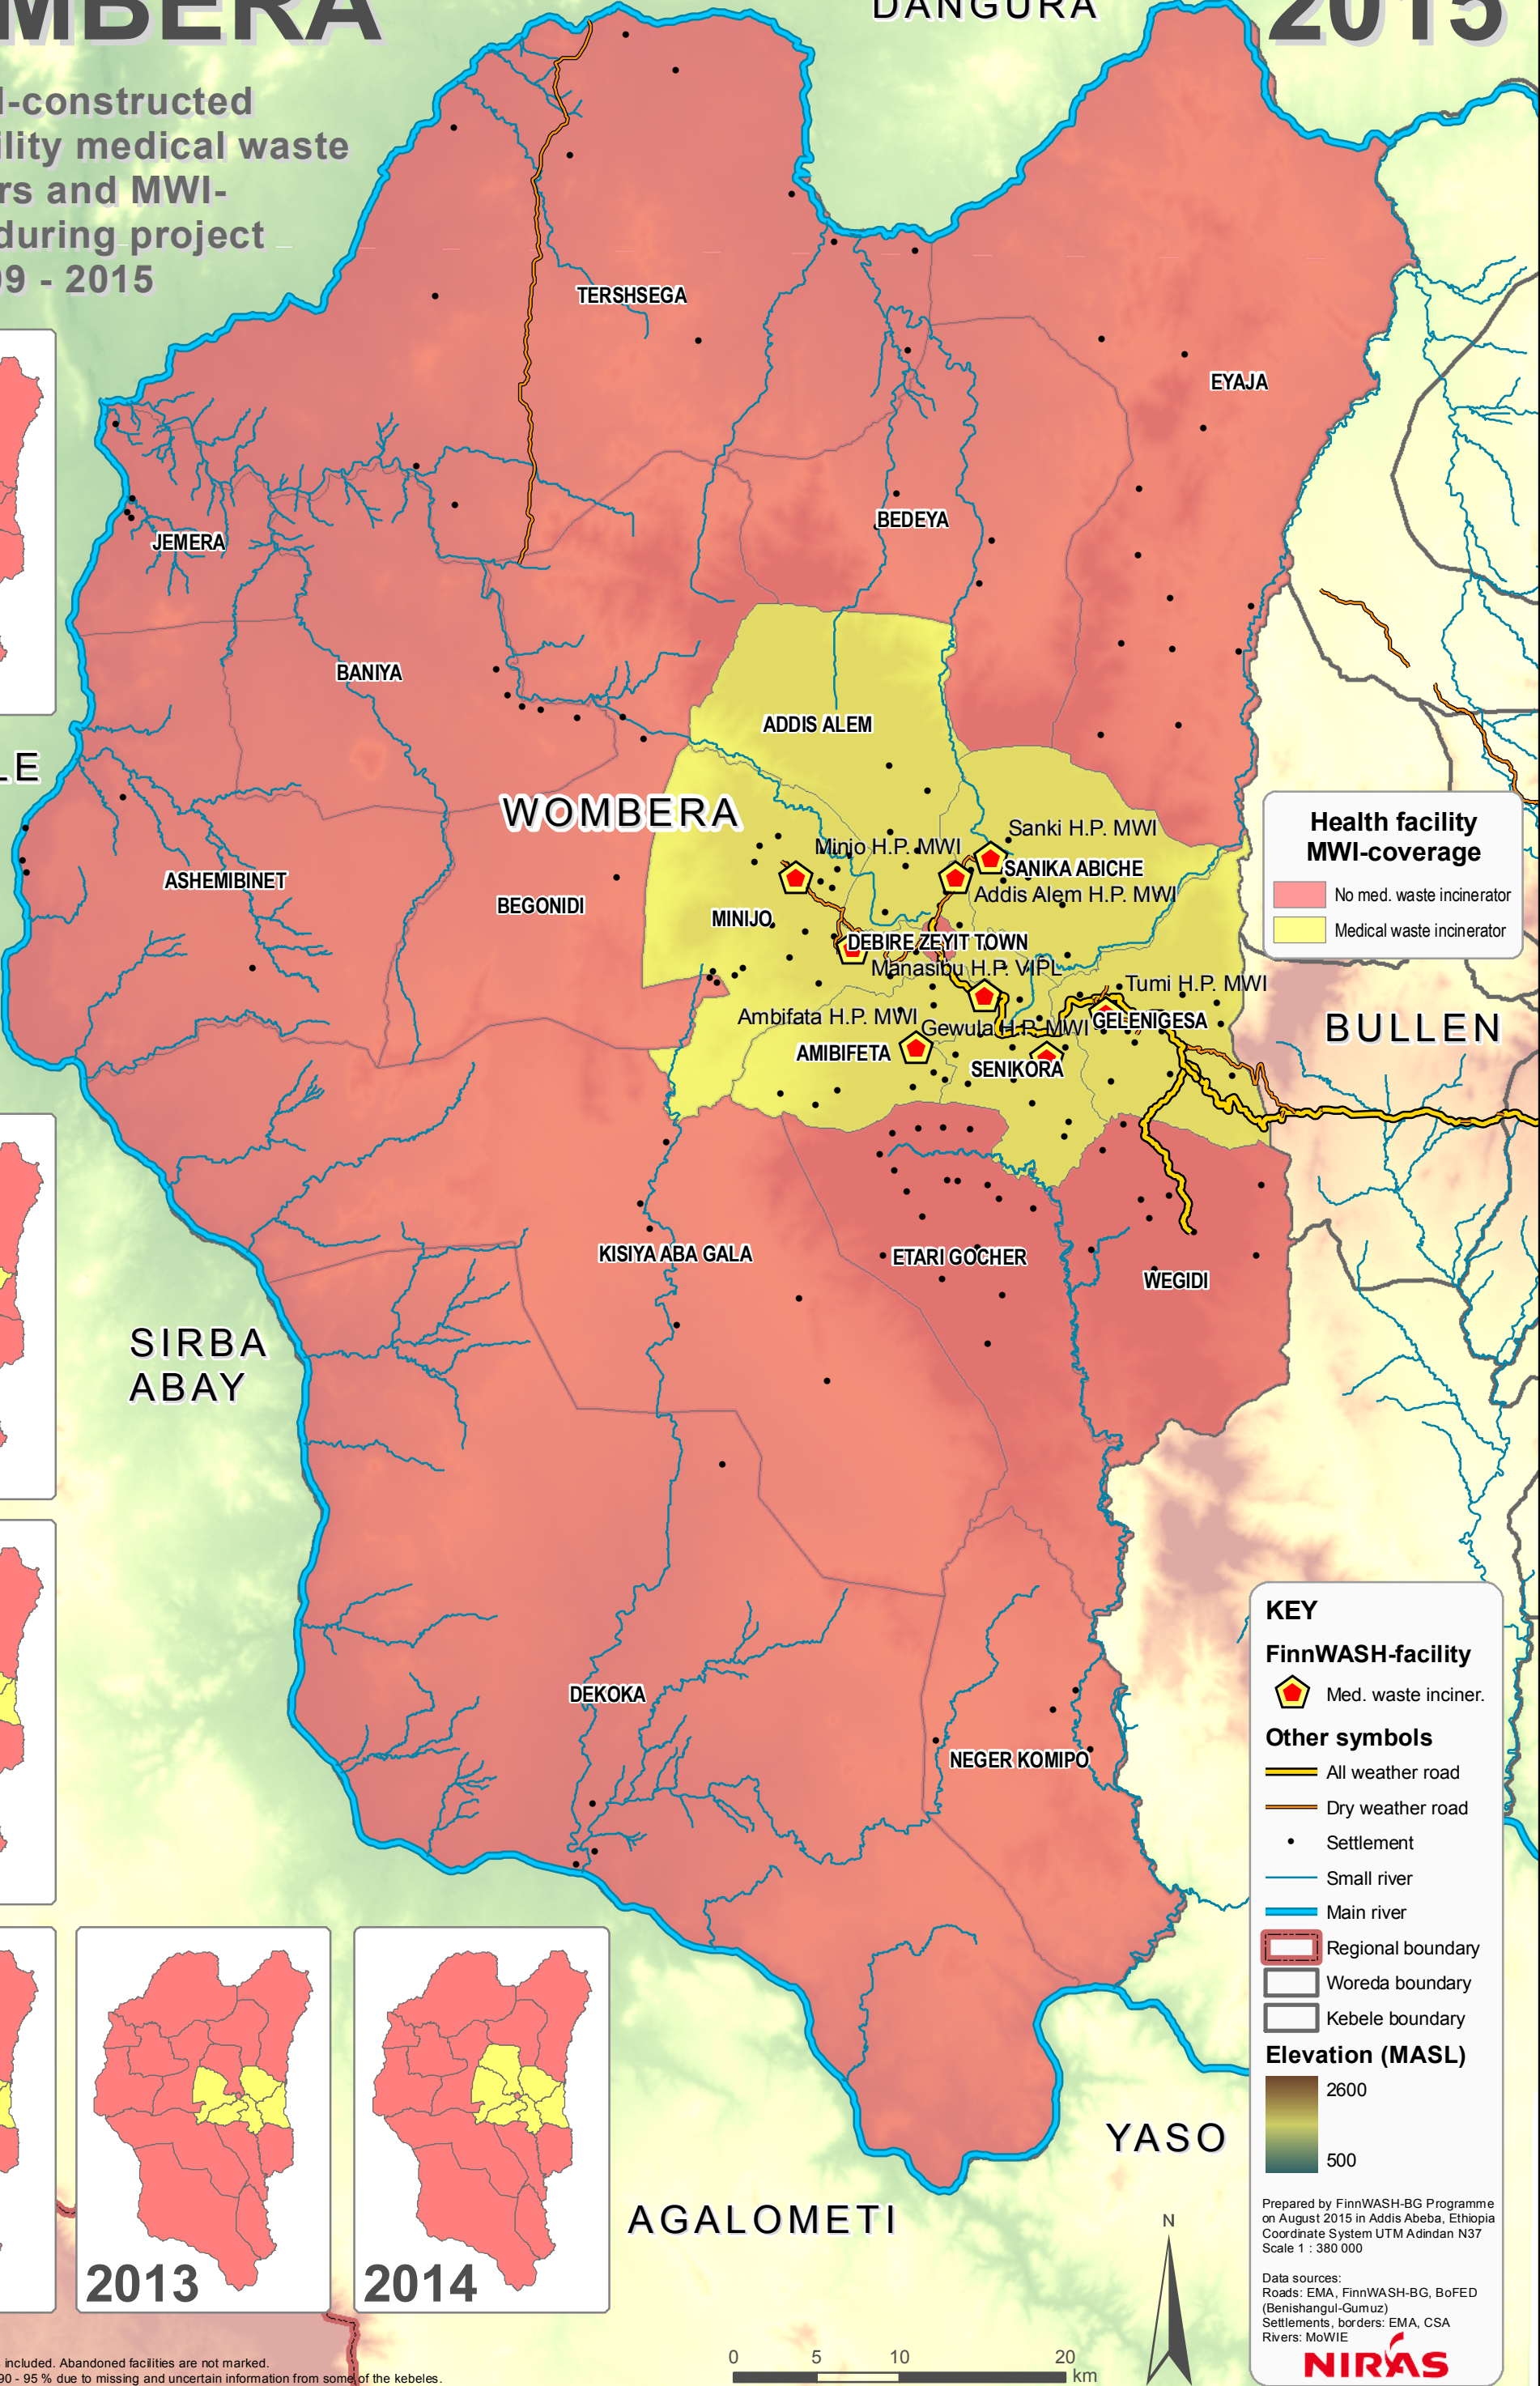 MBERA
DANGURA
2015
-constructed
ility medical waste
rs and MWI-
during project
9 - 2015
TERSHSEGA
EYAJA
BEDEYA
JEMERA
BANIYA
ADDIS ALEM
LE
WOMBERA
Health facility
MWI-coverage
No med. waste incinerator
Medical waste incinerator
Sanki H.P. MWI
Minjo H.P. MWI
SANIKA ABICHE
Addis Alem H.P. MWI
ASHEMIBINET
BEGONIDI
MINIJO
DEBIRE ZEYIT TOWN
Manasibu H.P. VIPL
Tumi H.P. MWI
Ambifata H.P. MWI
Gewula H.P. MWI
GELENIGESA
BULLEN
AMIBIFETA
SENIKORA
KISIYA ABA GALA
ETARI GOCHER
WEGIDI
SIRBA
ABAY
DEKOKA
NEGER KOMIPO
KEY
FinnWASH-facility
Med. waste inciner.
Other symbols
All weather road
Dry weather road
Settlement
Small river
Main river
Regional boundary
Woreda boundary
Kebele boundary
Elevation (MASL)
2600
500
Prepared by FinnWASH-BG Programme
on August 2015 in Addis Abeba, Ethiopia
Coordinate System UTM Adindan N37
Scale 1 : 380 000
Data sources:
Roads: EMA, FinnWASH-BG, BoFED
(Benishangul-Gumuz)
Settlements, borders: EMA, CSA
Rivers: MoWIE
NIRAS
YASO
AGALOMETI
N
2013
2014
0 5 10 20
km
included. Abandoned facilities are not marked.
90 - 95 % due to missing and uncertain information from some of the kebeles.